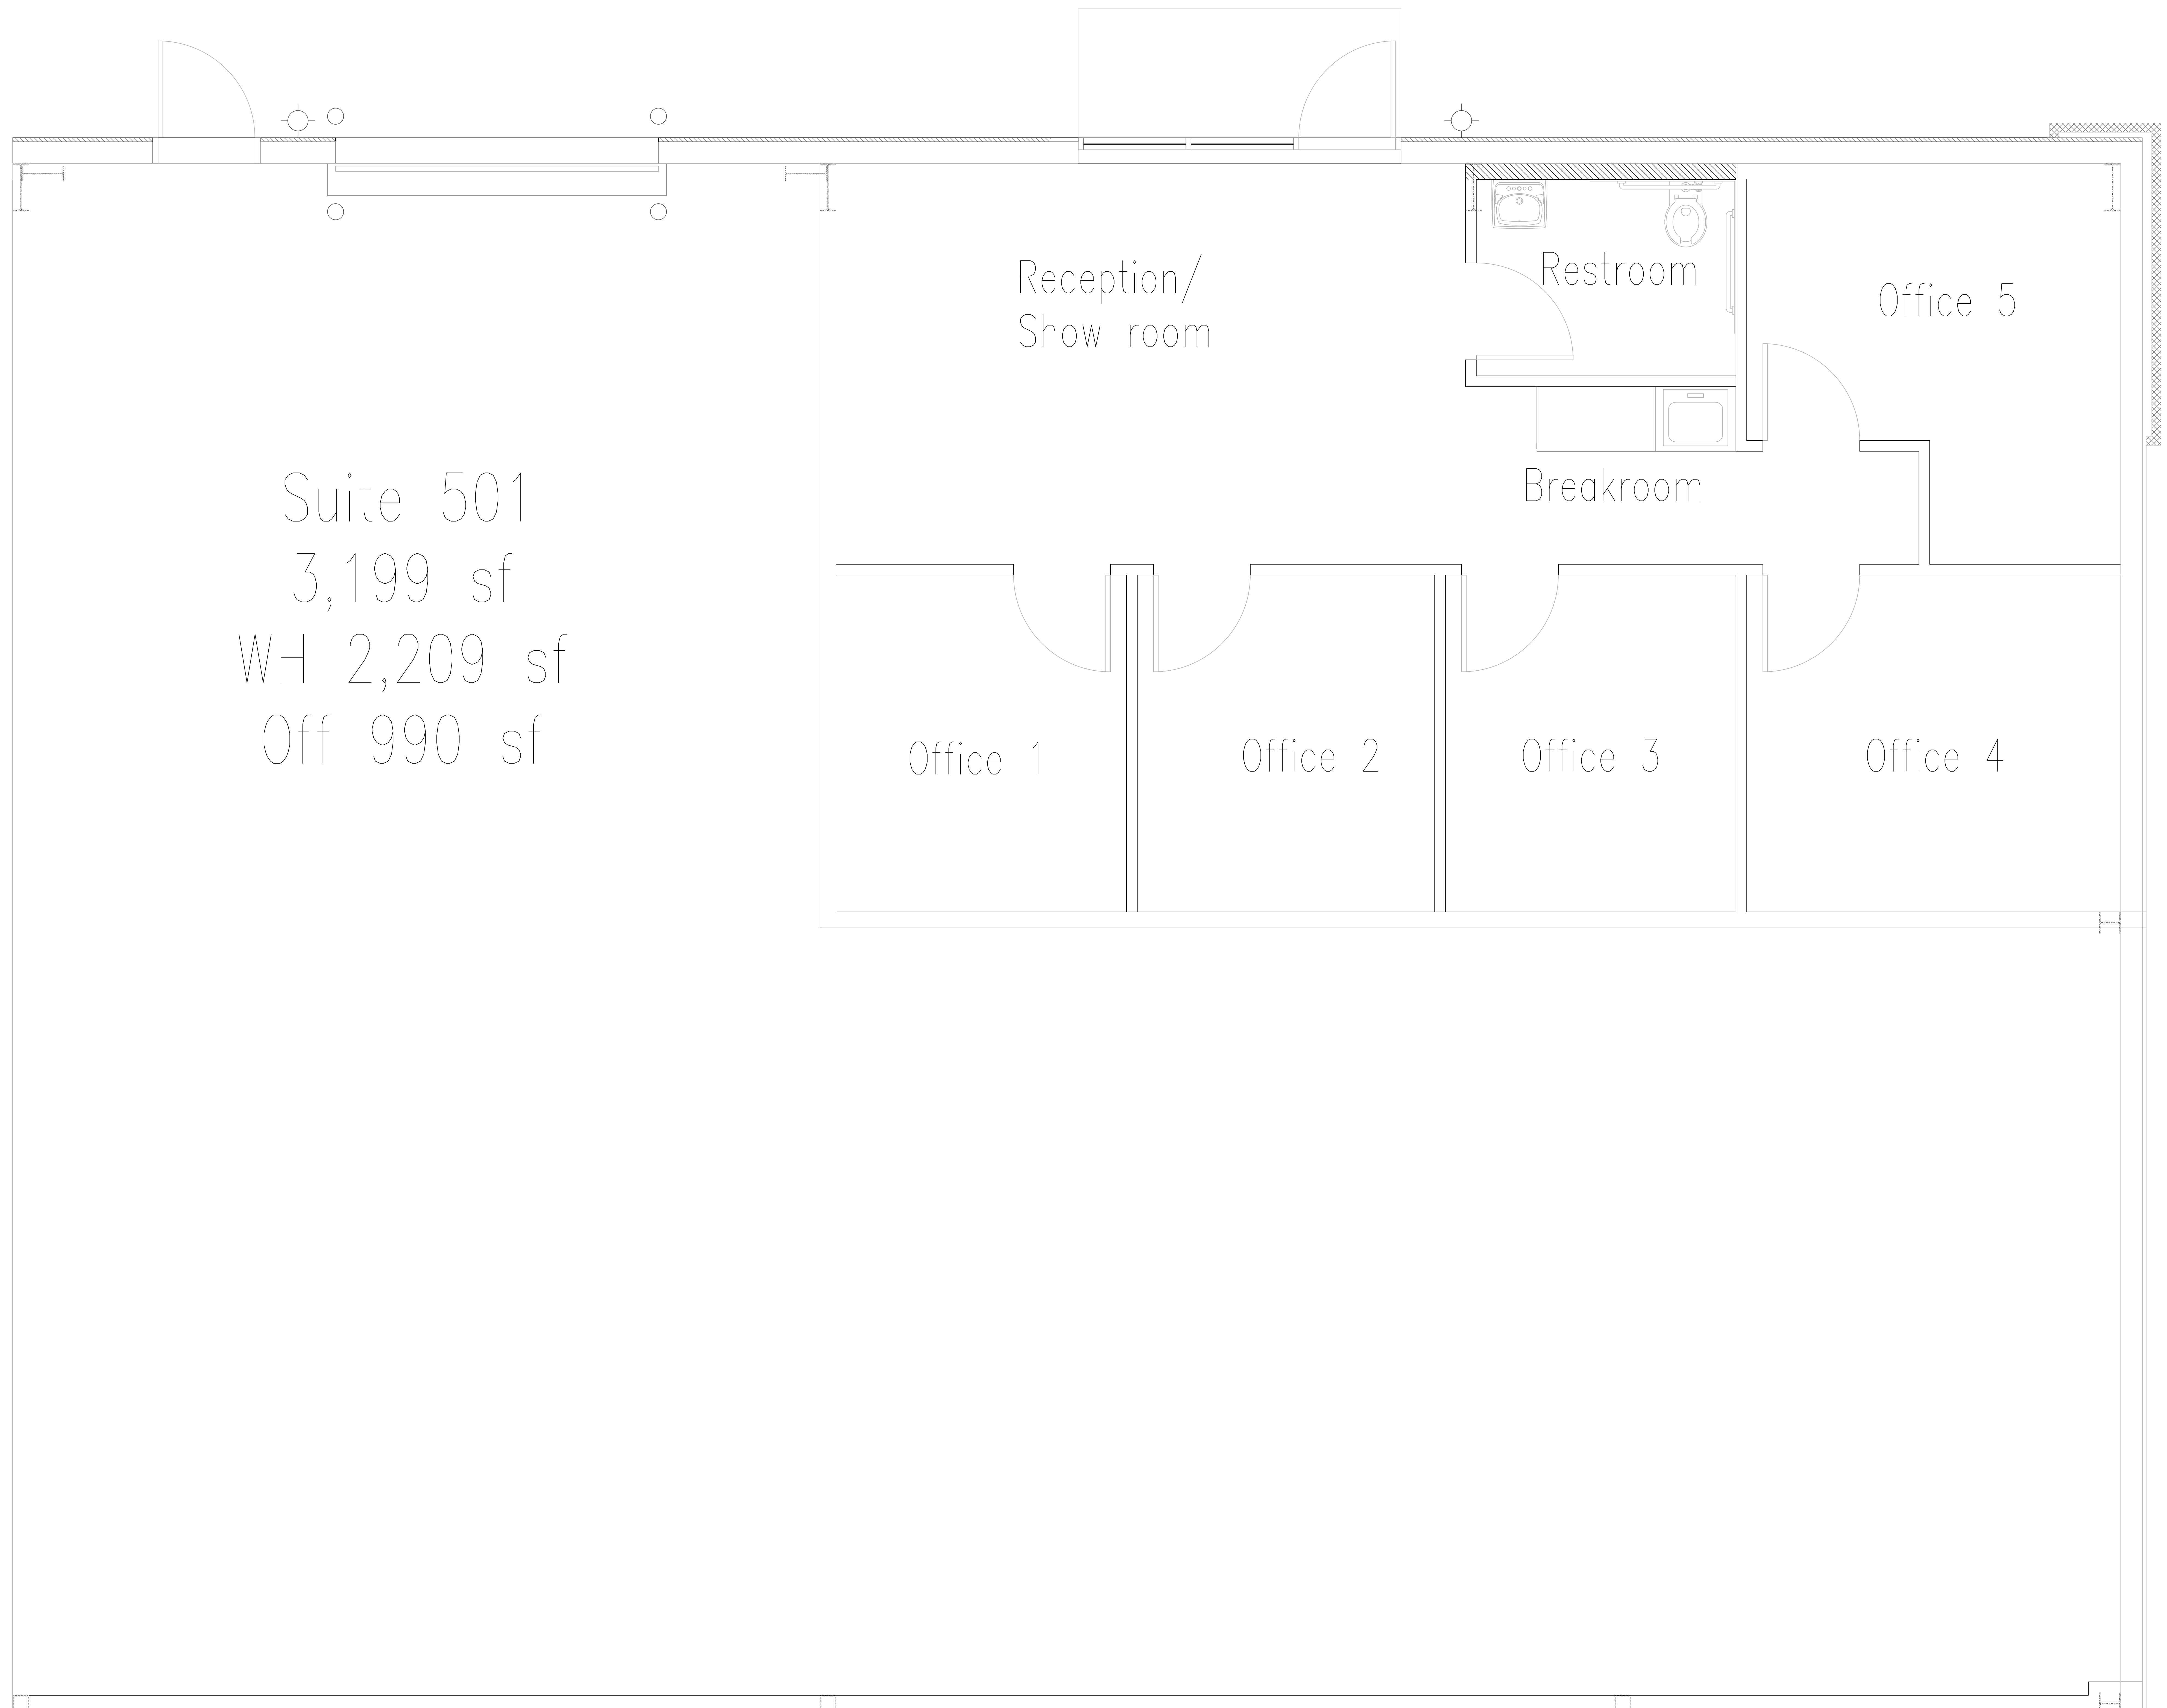 Reception/
Show room
Restroom
Office 5
Breakroom
Suite 501
3,199 sf
WH 2,209 sf
Off 990 sf
Office 1
Office 2
Office 3
Office 4